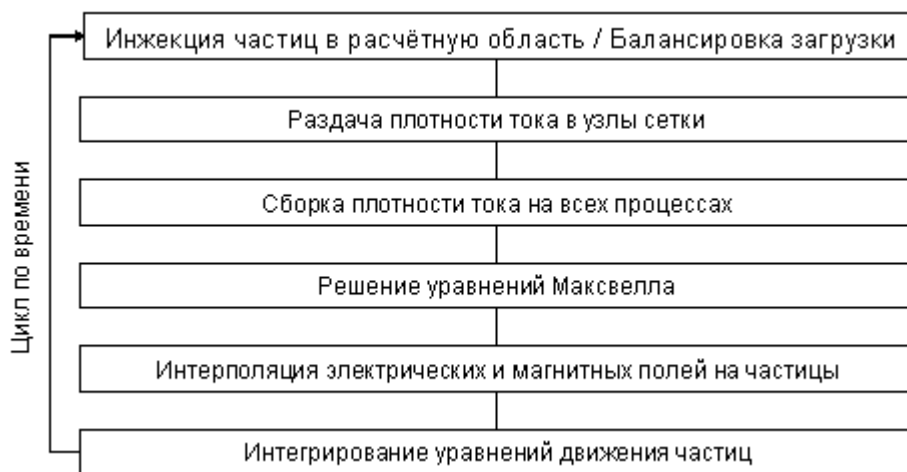 Инжекция частиц в расчётную область / Балансировка загрузки
Раздача плотности тока в узлы сетки
Сборка плотности тока на всех процессах
Решение уравнений Максвелла
Интерполяция электрических и магнитных полей на частицы
Интегрирование уравнений движения частиц
Цикл по времени